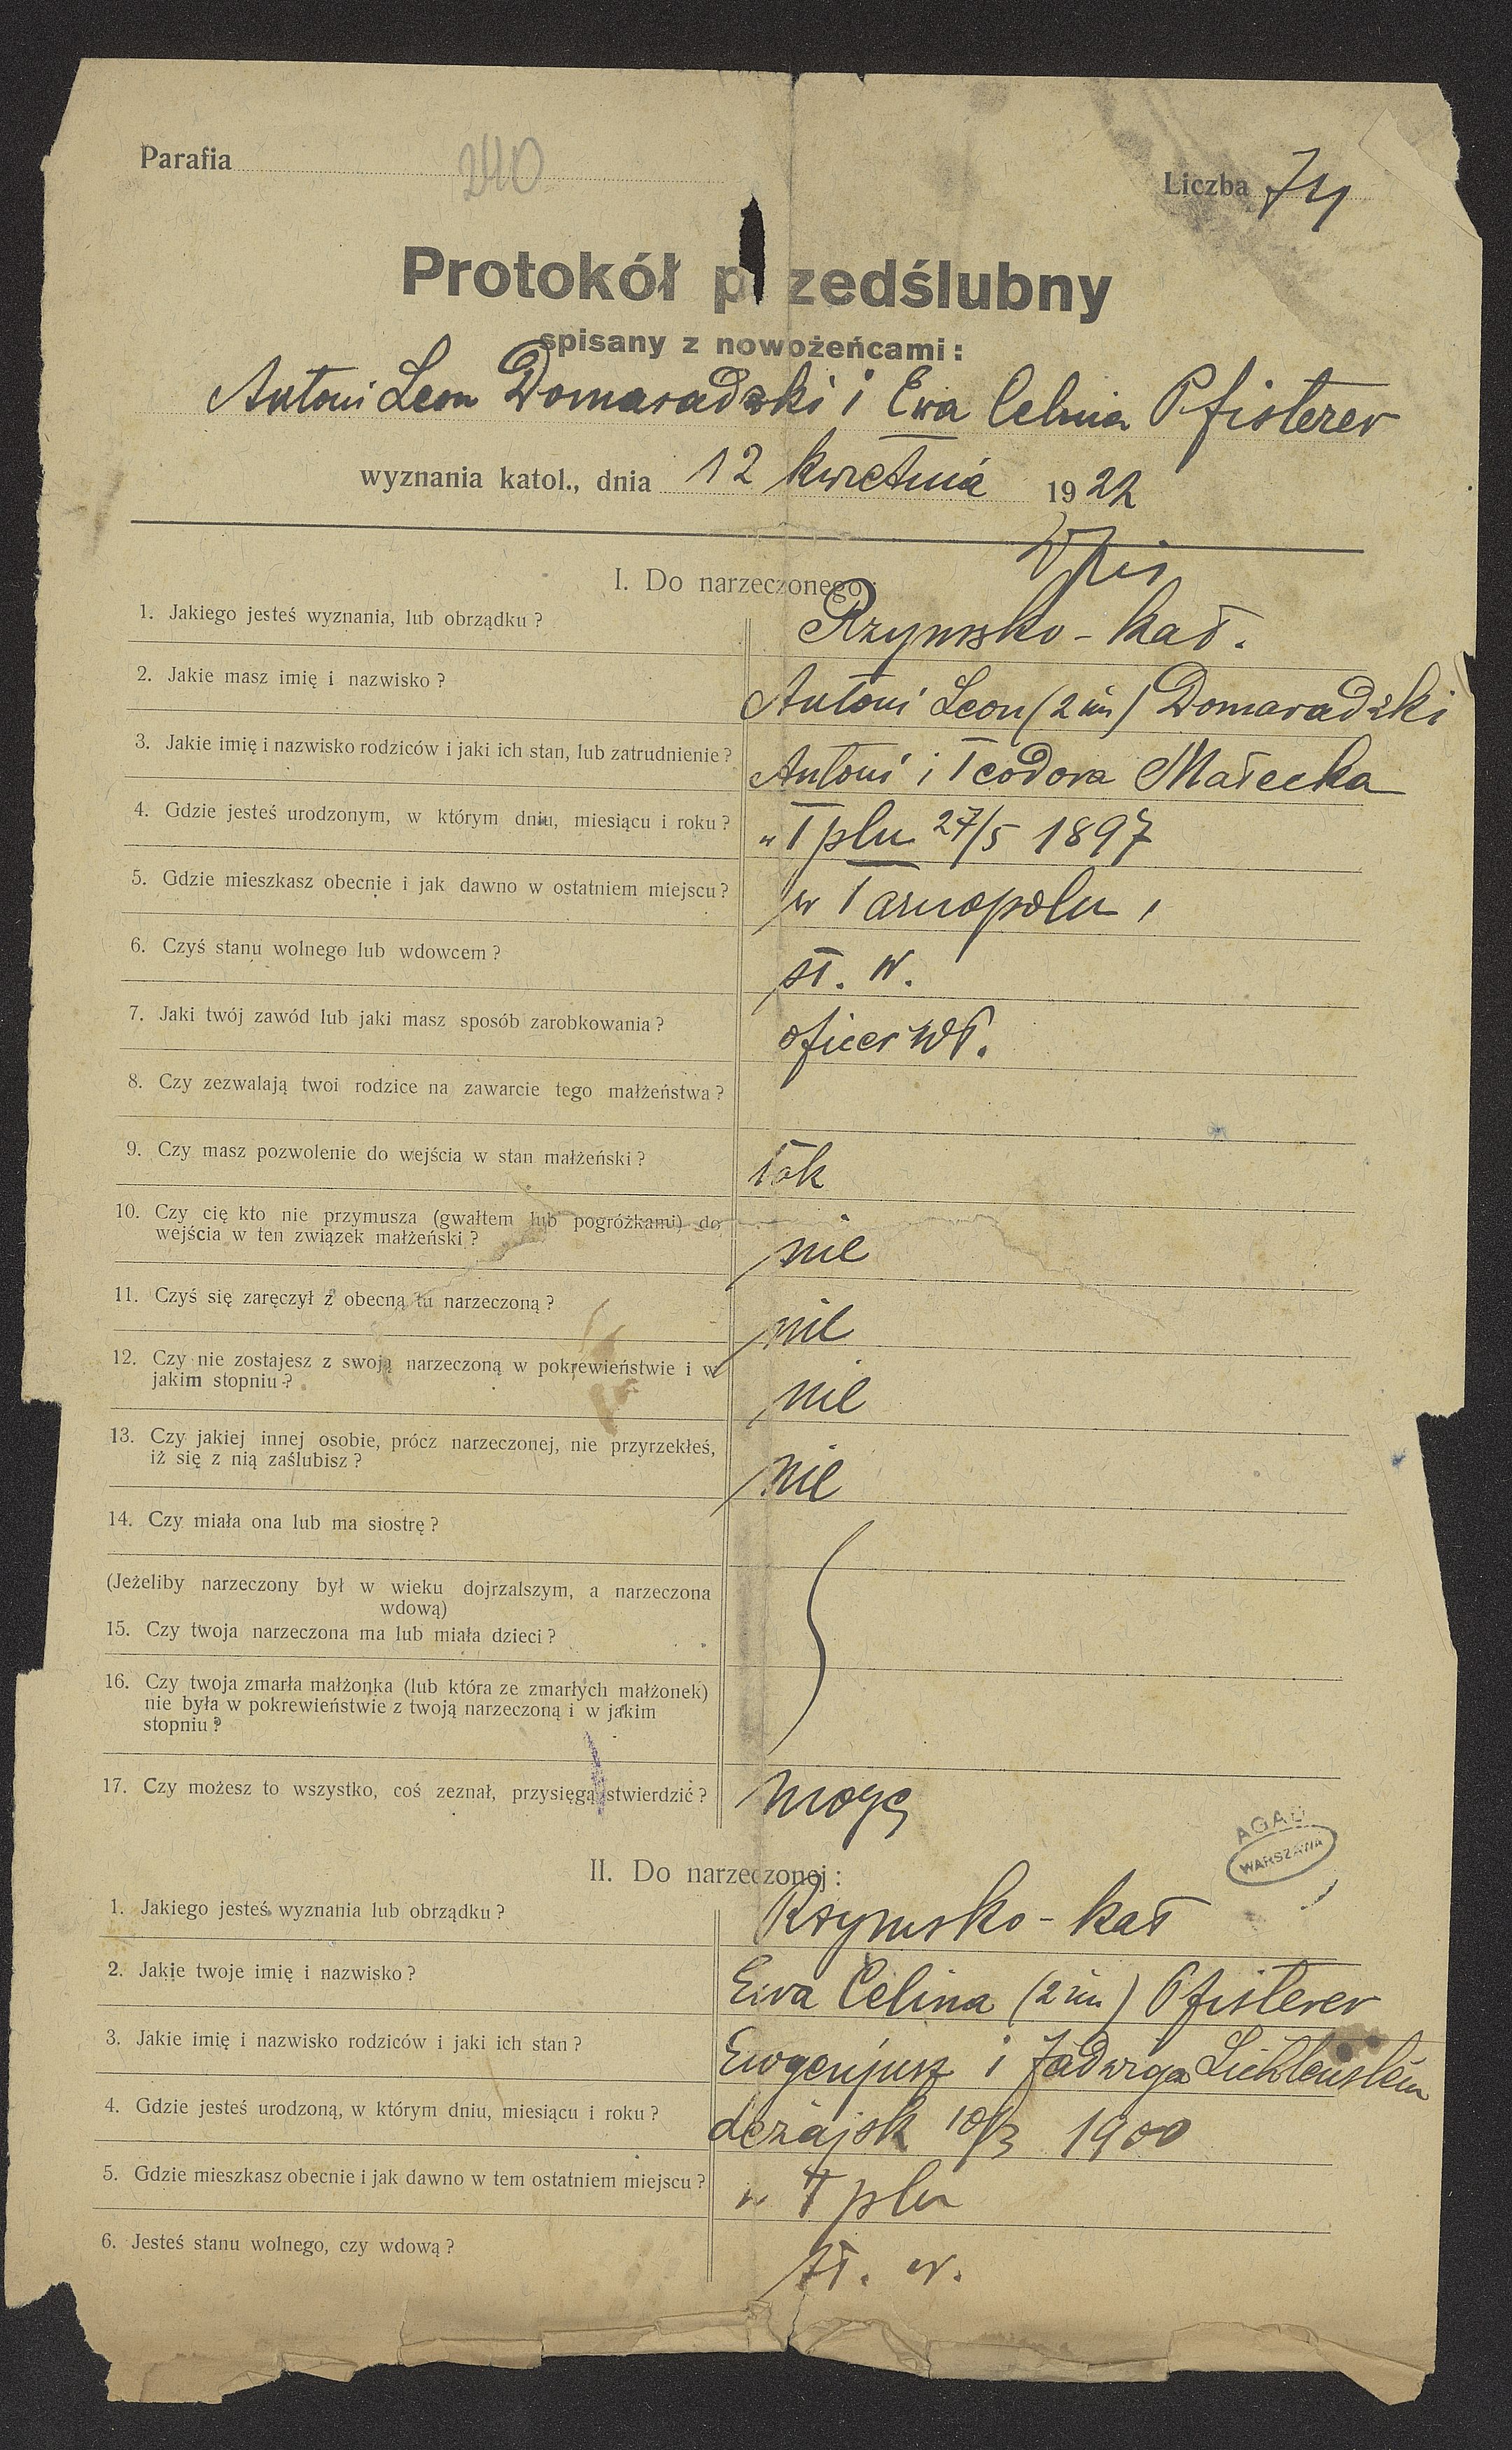 Parafia 240
Liczba 74
Protokół przedślubny
spisany z nowożeńcami:
Antoni Leon Domaradzki i Ewa Celina Pfisterer
wyznania katol., dnia 12 kwietnia 1922
I. Do narzeczonego:
1. Jakiego jesteś wyznania, lub obrządku? Rzymsko-kat.
2. Jakie masz imię i nazwisko? Antoni Leon (2 im) Domaradzki
3. Jakie imię i nazwisko rodziców i jaki ich stan, lub zatrudnienie? Antoni i Teodora Małecka
4. Gdzie jesteś urodzonym, w którym dniu, miesiącu i roku? w Tplu 27/5 1897
5. Gdzie mieszkasz obecnie i jak dawno w ostatniem miejscu? w Tarnopolu,
6. Czyś stanu wolnego lub wdowcem? st. w.
7. Jaki twój zawód lub jaki masz sposób zarobkowania? oficer WP.
8. Czy zezwalają twoi rodzice na zawarcie tego małżeństwa?
9. Czy masz pozwolenie do wejścia w stan małżeński? tak
10. Czy cię kto nie przymusza (gwałtem lub pogróżkami) do
wejścia w ten związek małżeński? nie
11. Czyś się zaręczył z obecną tu narzeczoną? nie
12. Czy nie zostajesz z swoją narzeczoną w pokrewieństwie i w
jakim stopniu? nie
13. Czy jakiej innej osobie, prócz narzeczonej, nie przyrzekłeś,
iż się z nią zaślubisz? nie
14. Czy miała ona lub ma siostrę?
(Jeżeliby narzeczony był w wieku dojrzalszym, a narzeczona
wdową)
15. Czy twoja narzeczona ma lub miała dzieci?
16. Czy twoja zmarła małżonka (lub która ze zmarłych małżonek)
nie była w pokrewieństwie z twoją narzeczoną i w jakim
stopniu?
17. Czy możesz to wszystko, coś zeznał, przysięgą stwierdzić? mogę
AGAD
WARSZAWA
II. Do narzeczonej:
1. Jakiego jesteś wyznania lub obrządku? Rzymsko-kat
2. Jakie twoje imię i nazwisko? Ewa Celina (2 im) Pfisterer
3. Jakie imię i nazwisko rodziców i jaki ich stan? Ewgenjusz i Jadwiga Lichtenstein
4. Gdzie jesteś urodzoną, w którym dniu, miesiącu i roku? Leżajsk 10/3 1900
5. Gdzie mieszkasz obecnie i jak dawno w tem ostatniem miejscu? w Tplu
6. Jesteś stanu wolnego, czy wdową? st. w.